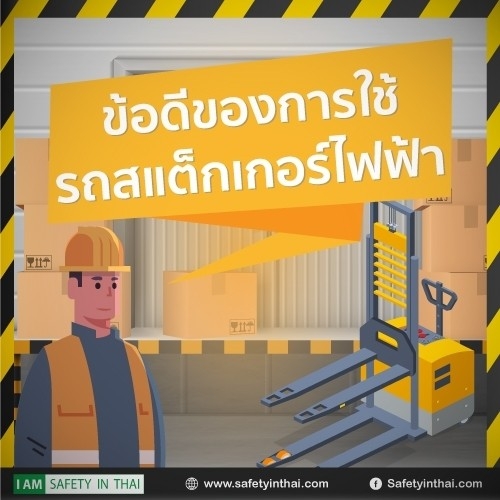 ข้อดีของการใช้
รถสแต็กเกอร์ไฟฟ้า
I AM SAFETY IN THAI
www.safetyinthai.com
Safetyinthai.com